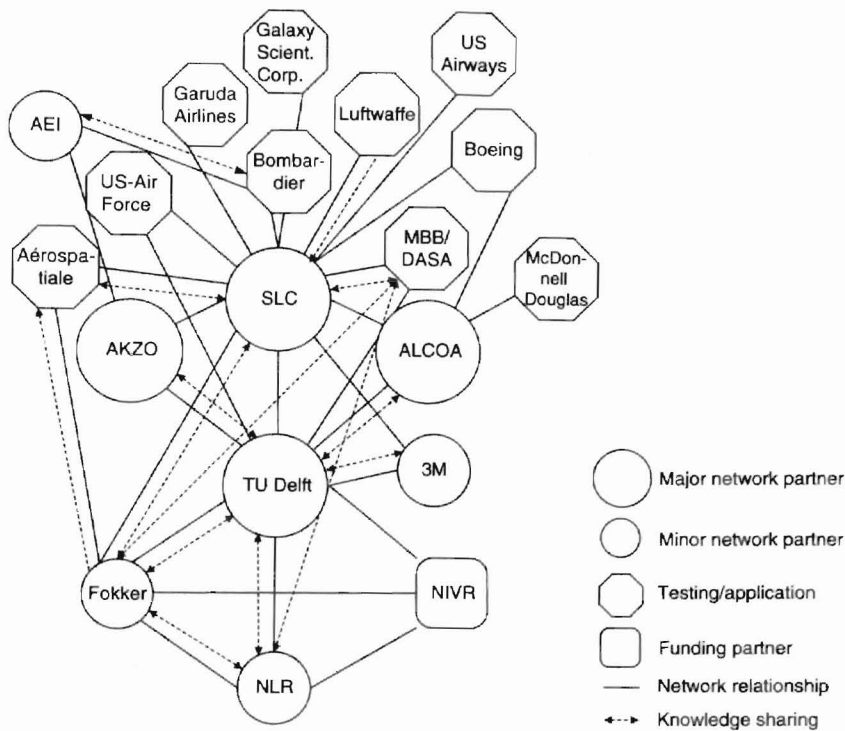 Galaxy
Scient.
Corp.
US
Airways
Garuda
Airlines
Luftwaffe
AEI
Boeing
Bombar-
dier
US-Air
Force
MBB/
DASA
Aérospa-
tiale
McDon-
nell
Douglas
SLC
AKZO
ALCOA
TU Delft
3M
Fokker
NIVR
NLR
Major network partner
Minor network partner
Testing/application
Funding partner
Network relationship
Knowledge sharing